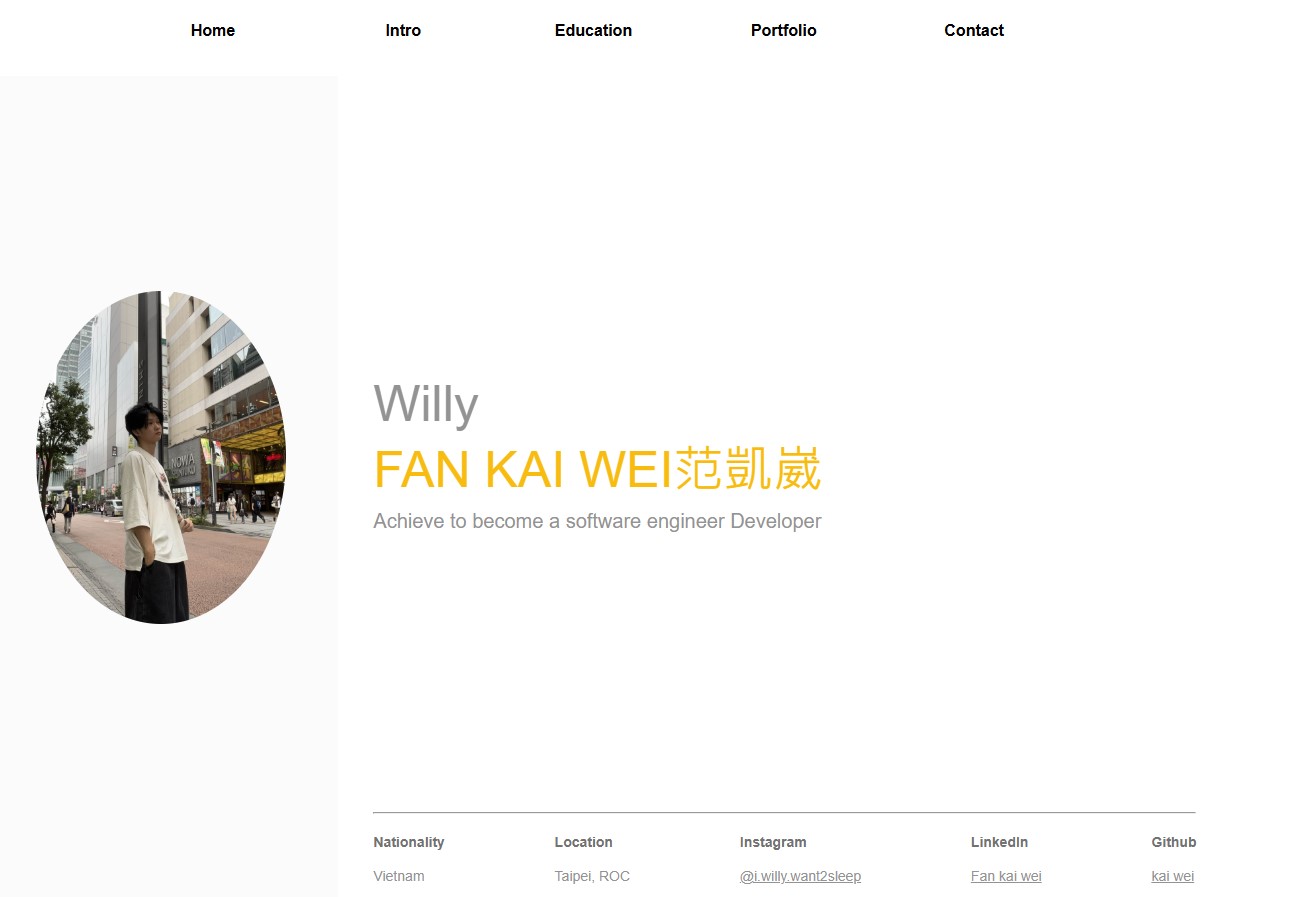 Home Intro Education Portfolio Contact
Willy
FAN KAI WEI范凱崴
Achieve to become a software engineer Developer
Nationality Location Instagram LinkedIn Github
Vietnam Taipei, ROC @i.willy.want2sleep Fan kai wei kai wei
NOWA